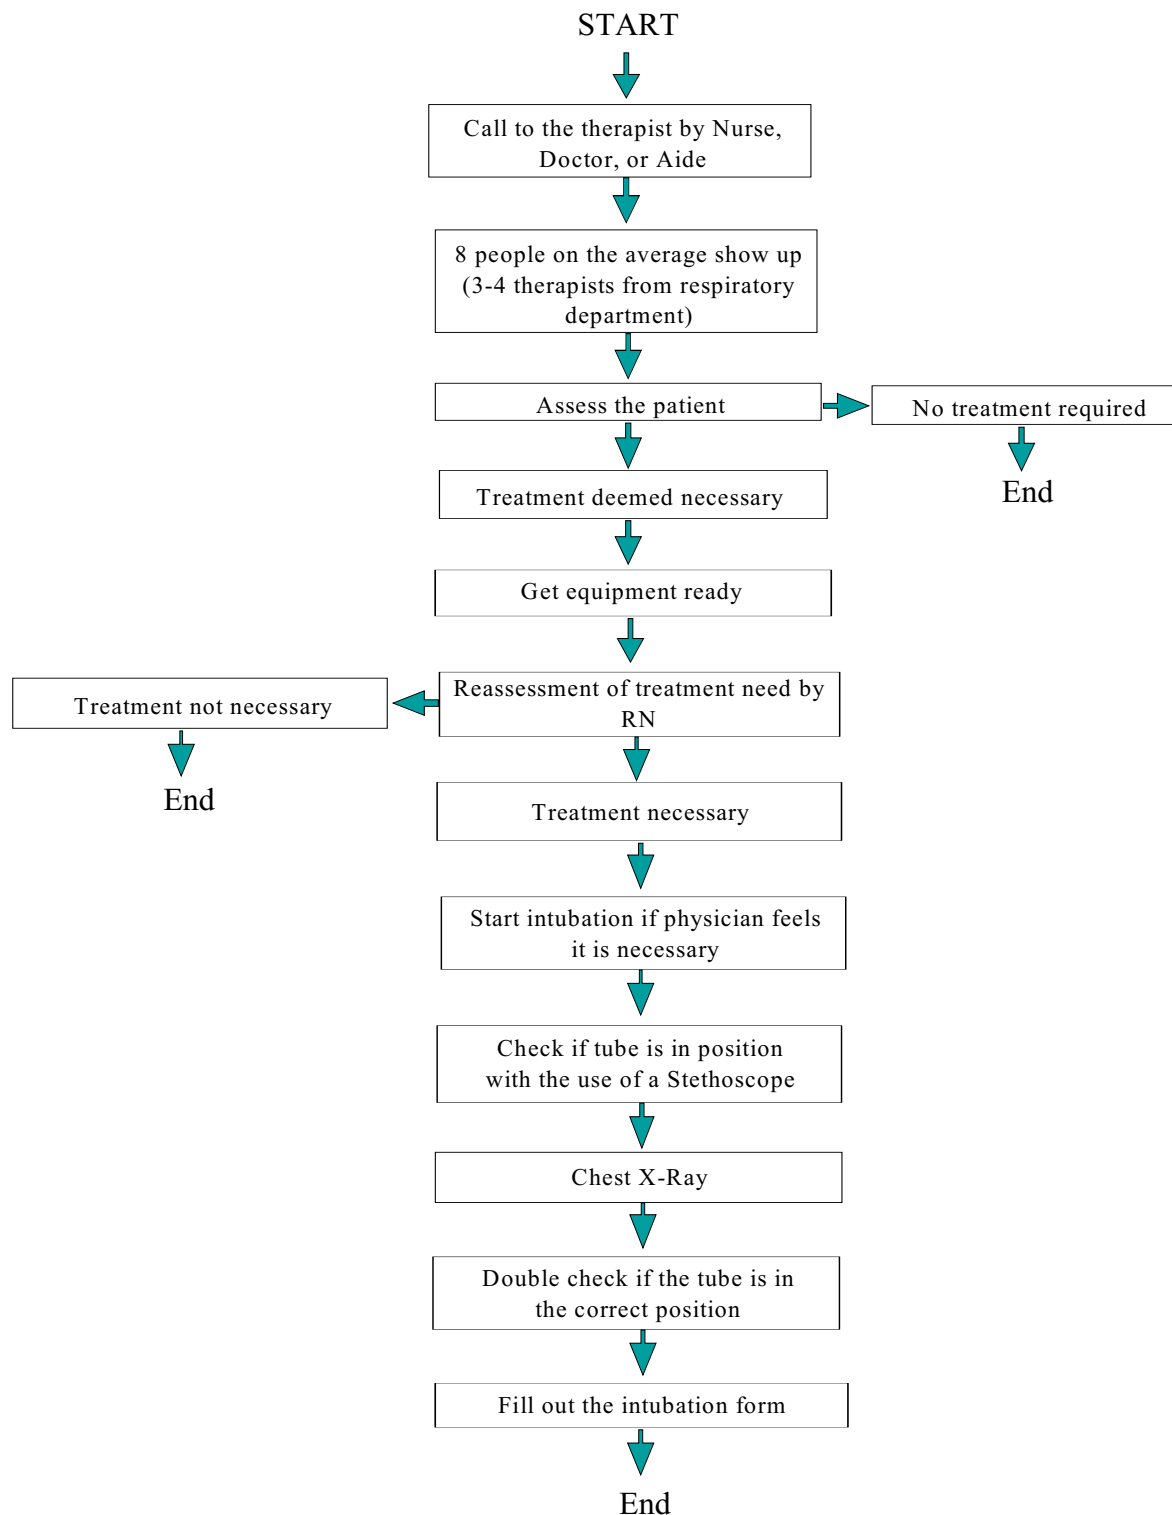 START
Call to the therapist by Nurse,
Doctor, or Aide
8 people on the average show up
(3-4 therapists from respiratory
department)
Assess the patient
No treatment required
End
Treatment deemed necessary
Get equipment ready
Reassessment of treatment need by
RN
Treatment not necessary
End
Treatment necessary
Start intubation if physician feels
it is necessary
Check if tube is in position
with the use of a Stethoscope
Chest X-Ray
Double check if the tube is in
the correct position
Fill out the intubation form
End